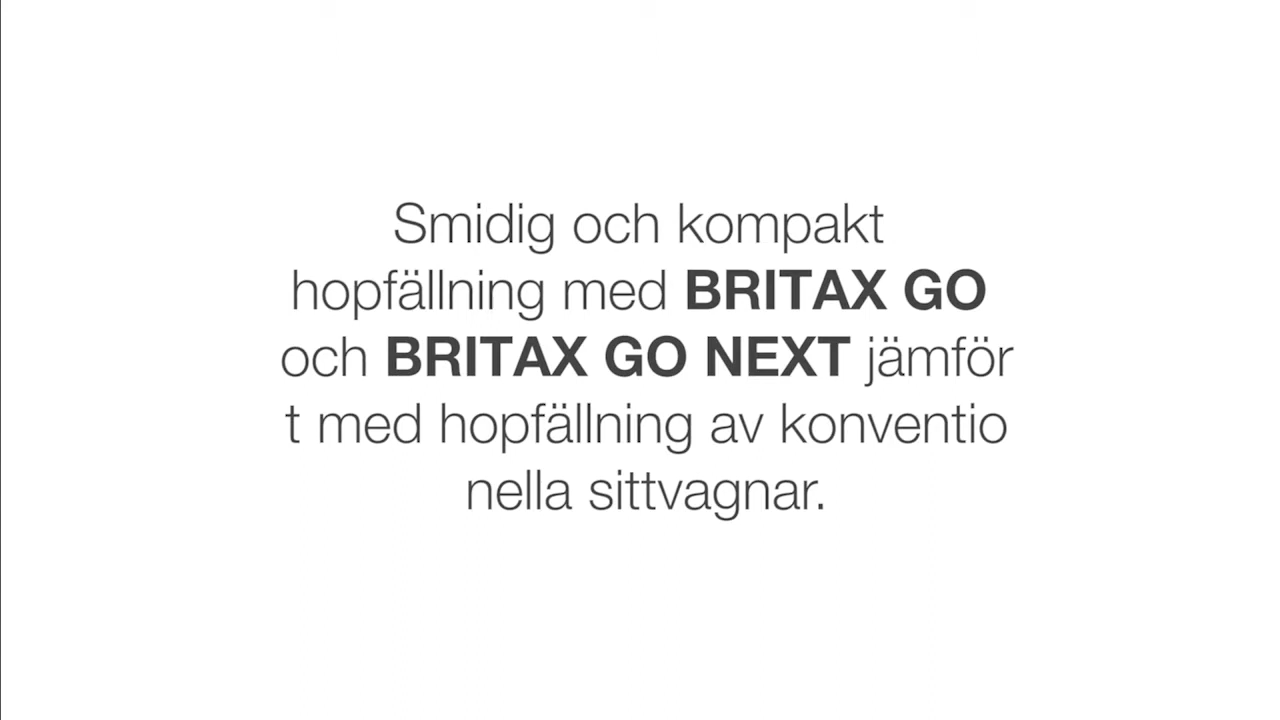 Smidig och kompakt
hopfällning med BRITAX GO
och BRITAX GO NEXT jämför
t med hopfällning av konventio
nella sittvagnar.